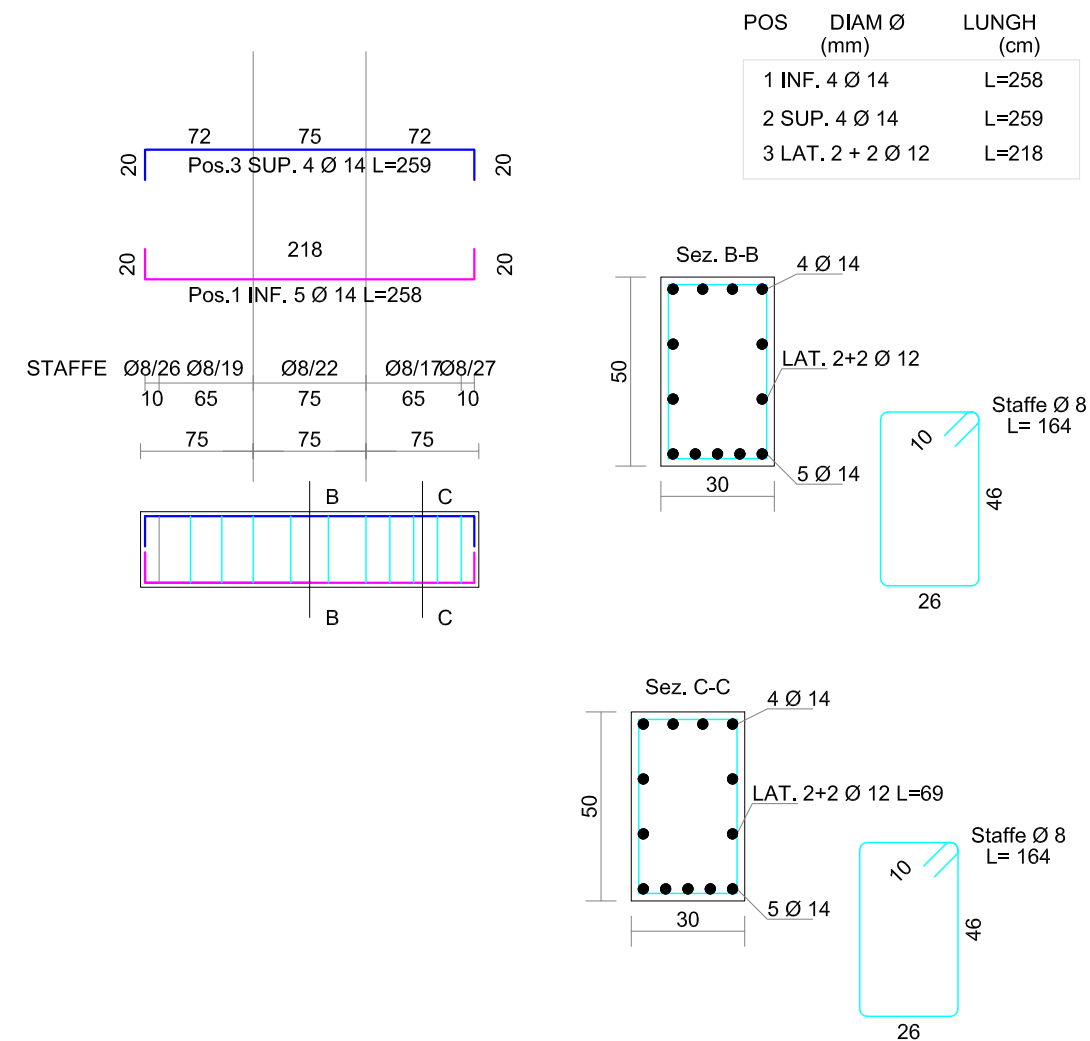 POS DIAM Ø LUNGH
(mm) (cm)
1 INF. 4 Ø 14 L=258
2 SUP. 4 Ø 14 L=259
3 LAT. 2 + 2 Ø 12 L=218
72 75 72
20 Pos.3 SUP. 4 Ø 14 L=259 20
218
20 20
Pos.1 INF. 5 Ø 14 L=258
STAFFE Ø8/26 Ø8/19 Ø8/22 Ø8/17 Ø8/27
10 65 75 65 10
75 75 75
B C
B C
Sez. B-B
4 Ø 14
50
LAT. 2+2 Ø 12
5 Ø 14
30
Staffe Ø 8
L= 164
10
46
26
Sez. C-C
4 Ø 14
50
LAT. 2+2 Ø 12 L=69
5 Ø 14
30
Staffe Ø 8
L= 164
10
46
26